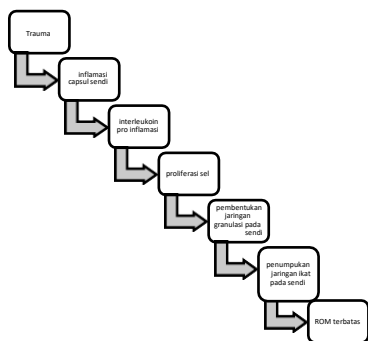 Trauma
inflamasi
capsul sendi
interleukoin
pro inflamasi
proliferasi sel
pembentukan
jaringan
granulasi pada
sendi
penumpukan
jaringan ikat
pada sendi
ROM terbatas